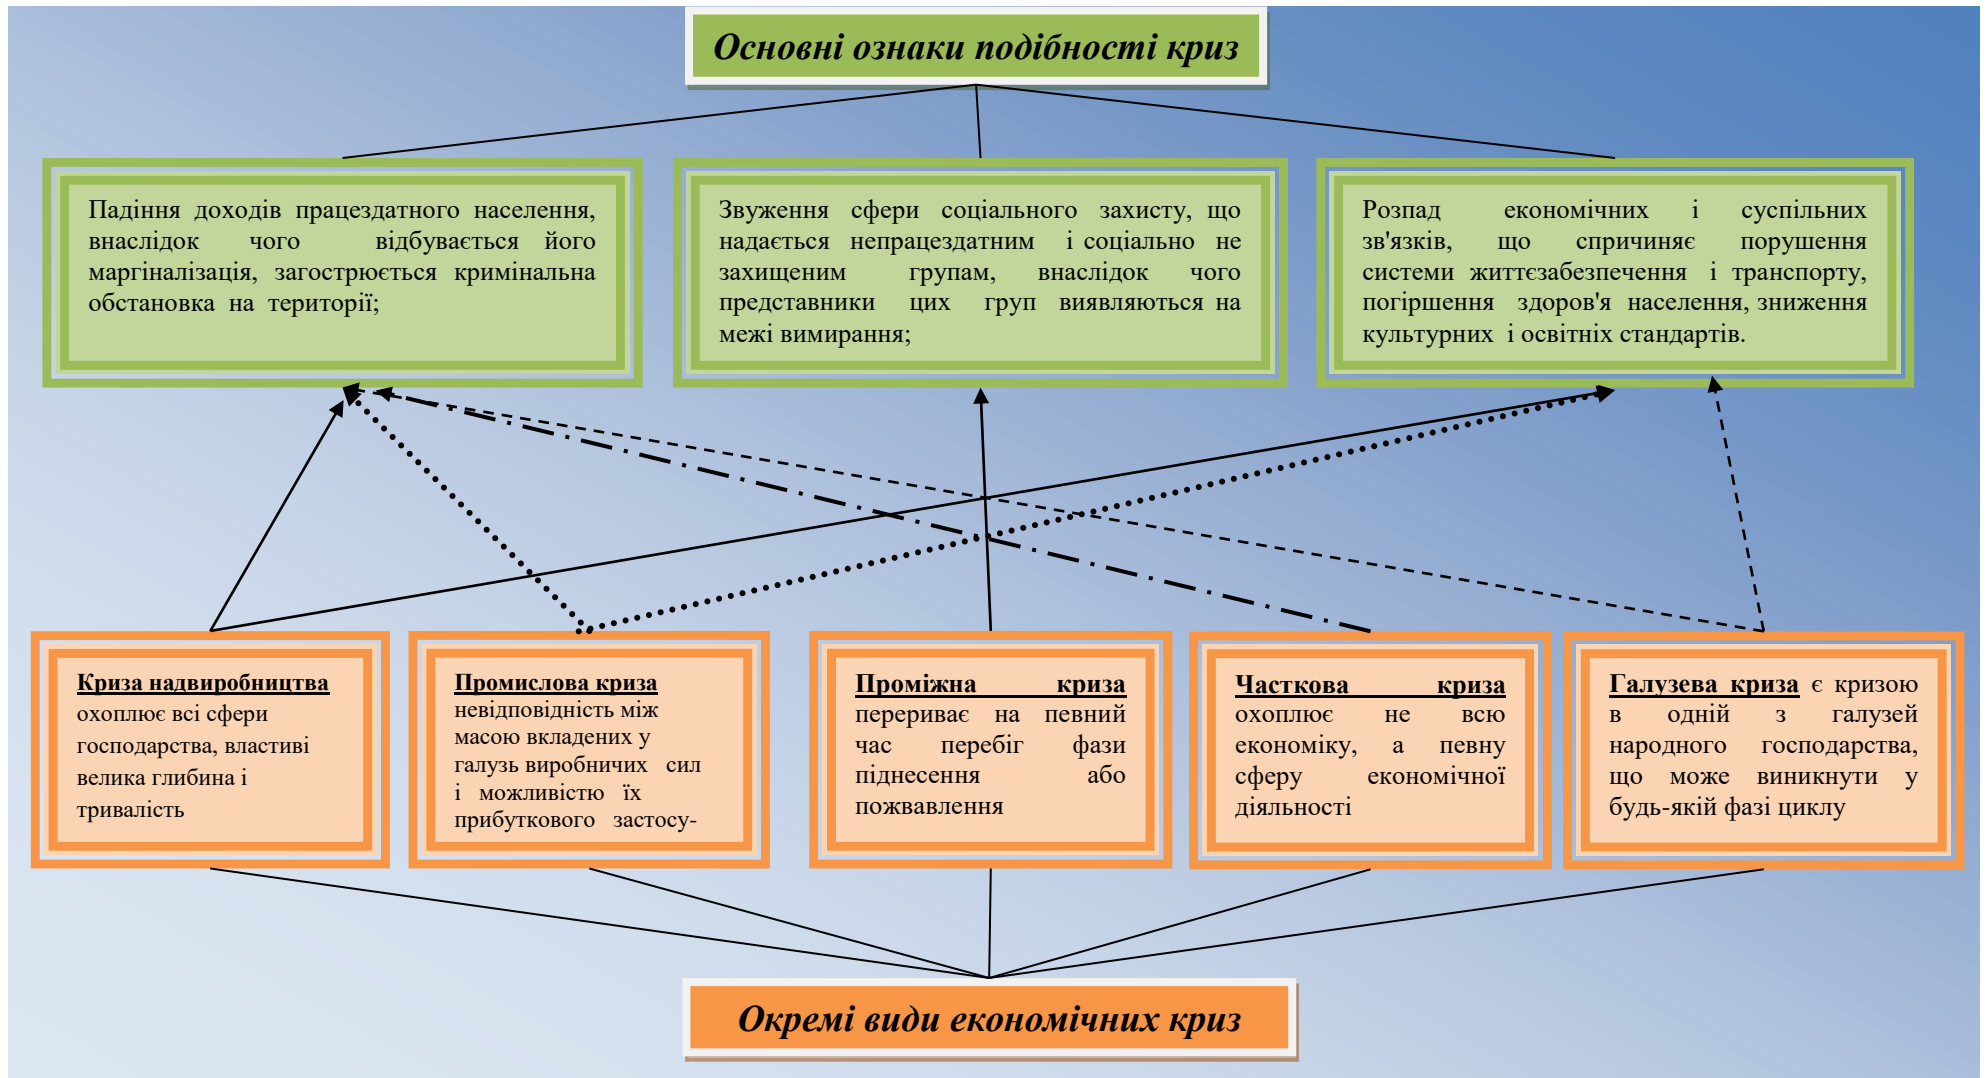 Основні ознаки подібності криз
Падіння доходів працездатного населення,
внаслідок чого відбувається його
маргіналізація, загострюється кримінальна
обстановка на території;
Звуження сфери соціального захисту, що
надається непрацездатним і соціально не
захищеним групам, внаслідок чого
представники цих груп виявляються на
межі вимирання;
Розпад економічних і суспільних
зв'язків, що спричиняє порушення
системи життєзабезпечення і транспорту,
погіршення здоров'я населення, зниження
культурних і освітніх стандартів.
Криза надвиробництва
охоплює всі сфери
господарства, властиві
велика глибина і
тривалість
Промислова криза
невідповідність між
масою вкладених у
галузь виробничих сил
і можливістю їх
прибуткового застосу-
Проміжна криза
перериває на певний
час перебіг фази
піднесення або
пожвавлення
Часткова криза
охоплює не всю
економіку, а певну
сферу економічної
діяльності
Галузева криза є кризою
в одній з галузей
народного господарства,
що може виникнути у
будь-якій фазі циклу
Окремі види економічних криз